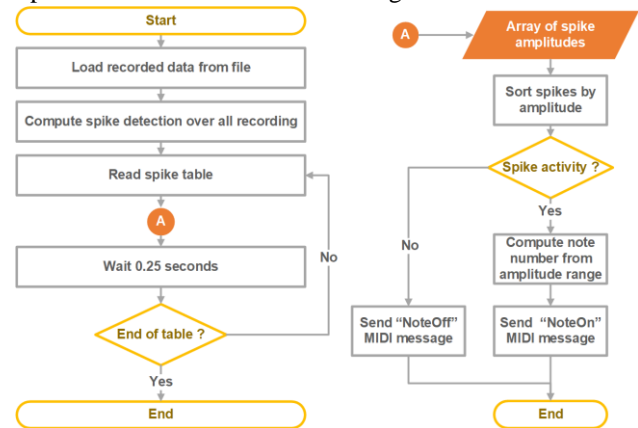 Start
Load recorded data from file
Compute spike detection over all recording
Read spike table
A
Wait 0.25 seconds
No
End of table ?
Yes
End
A
Array of spike
amplitudes
Sort spikes by
amplitude
Spike activity ?
Yes
No
Compute note
number from
amplitude range
Send “NoteOff”
MIDI message
Send “NoteOn”
MIDI message
End